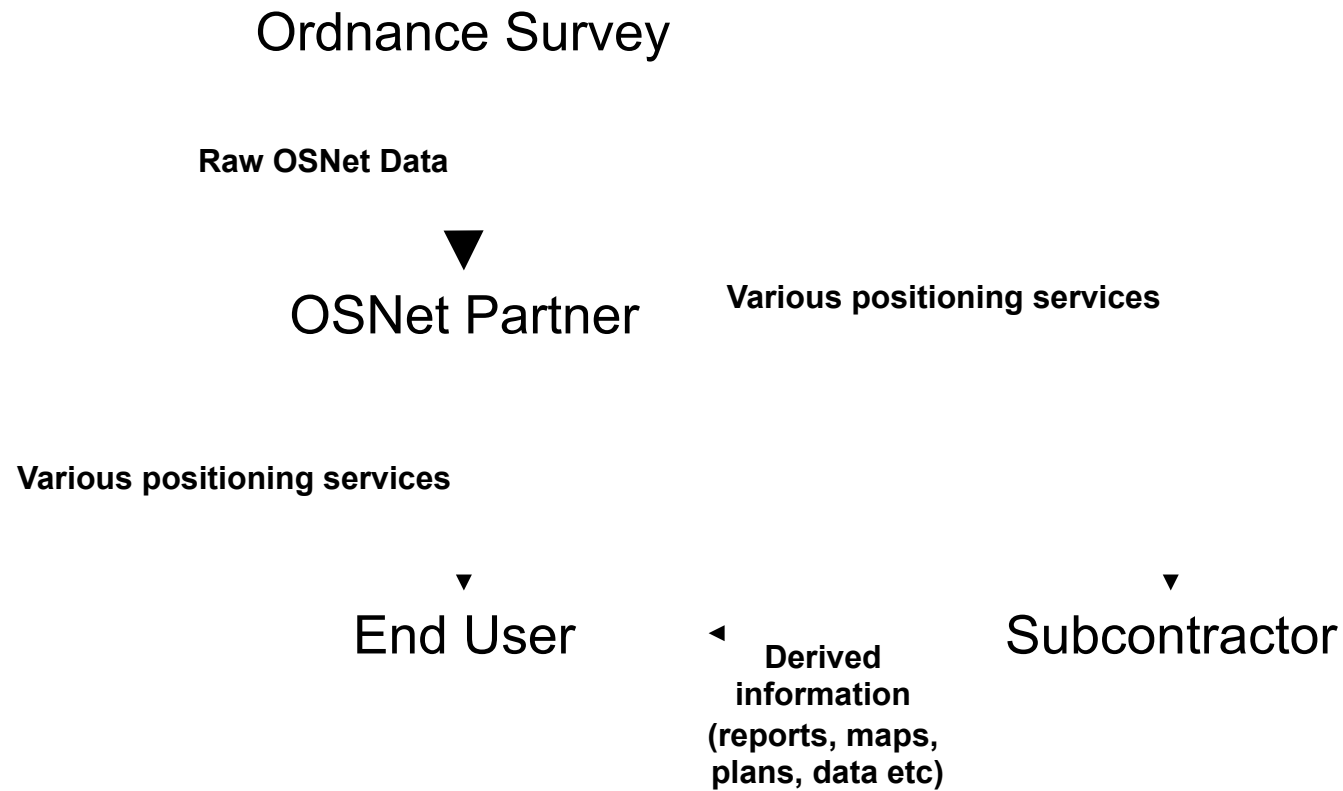 Ordnance Survey
Raw OSNet Data
OSNet Partner
Various positioning services
Various positioning services
End User
Subcontractor
Derived
information
(reports, maps,
plans, data etc)